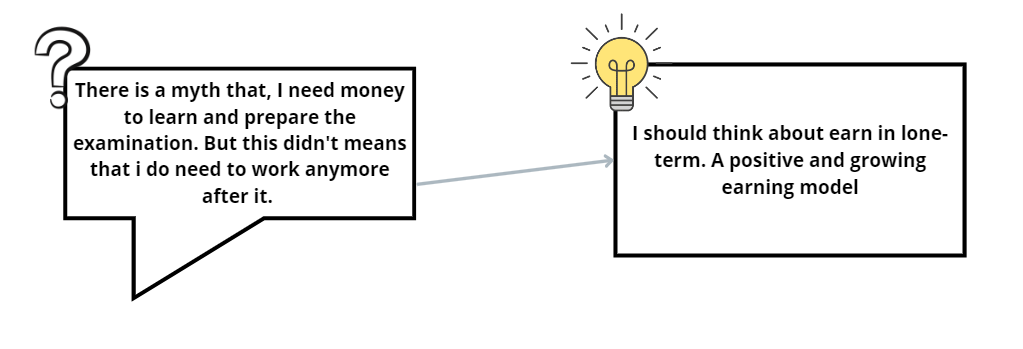 There is a myth that, I need money
to learn and prepare the
examination. But this didn't means
that i do need to work anymore
after it.
I should think about earn in lone-
term. A positive and growing
earning model